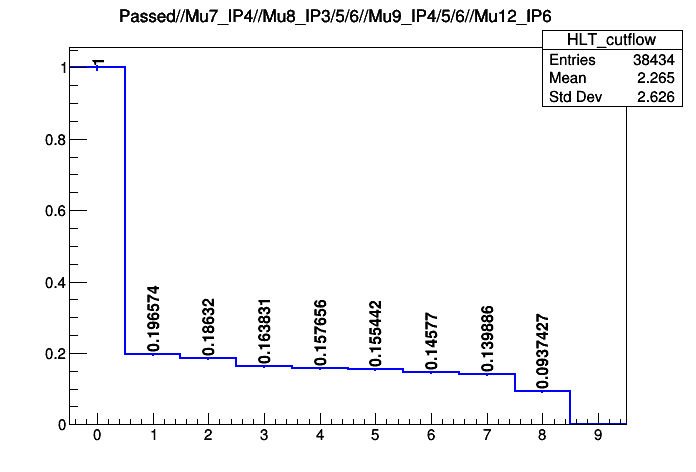 Passed//Mu7_IP4//Mu8_IP3/5/6//Mu9_IP4/5/6//Mu12_IP6
HLT_cutflow
Entries 38434
Mean 2.265
Std Dev 2.626
1
0.8
0.6
0.4
0.2
0
1
0.196574
0.18632
0.163831
0.157656
0.155442
0.14577
0.139886
0.0937427
0 1 2 3 4 5 6 7 8 9